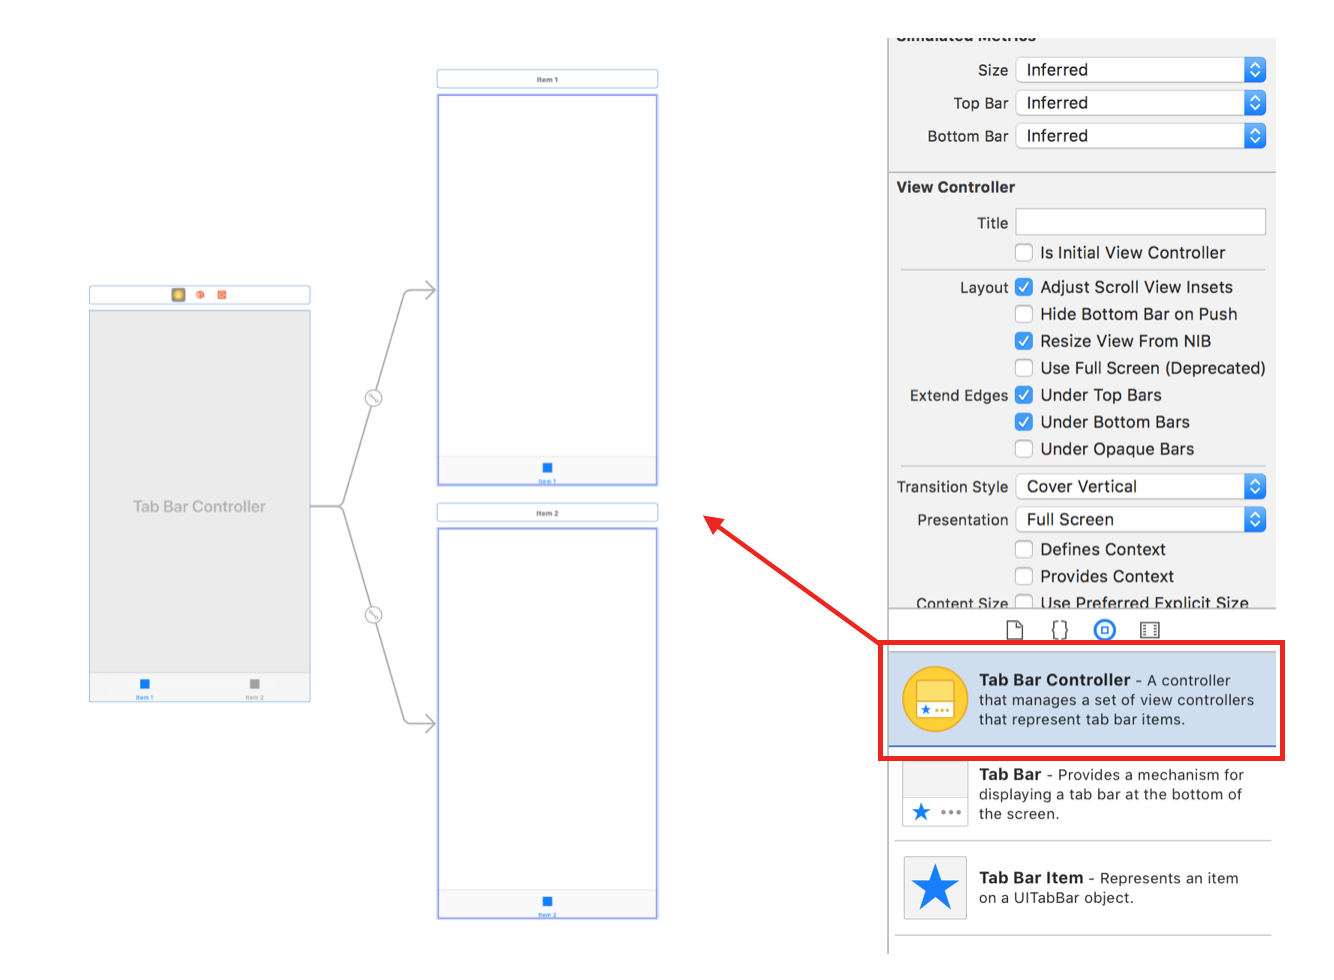 Item 1
Tab Bar Controller
Item 1
Item 2
Item 1
Item 2
Item 2
Simulated Metrics
Size Inferred
Top Bar Inferred
Bottom Bar Inferred
View Controller
Title
Is Initial View Controller
Layout Adjust Scroll View Insets
Hide Bottom Bar on Push
Resize View From NIB
Use Full Screen (Deprecated)
Extend Edges Under Top Bars
Under Bottom Bars
Under Opaque Bars
Transition Style Cover Vertical
Presentation Full Screen
Defines Context
Provides Context
Content Size Use Preferred Explicit Size
{}
Tab Bar Controller - A controller
that manages a set of view controllers
that represent tab bar items.
Tab Bar - Provides a mechanism for
displaying a tab bar at the bottom of
the screen.
Tab Bar Item - Represents an item
on a UITabBar object.